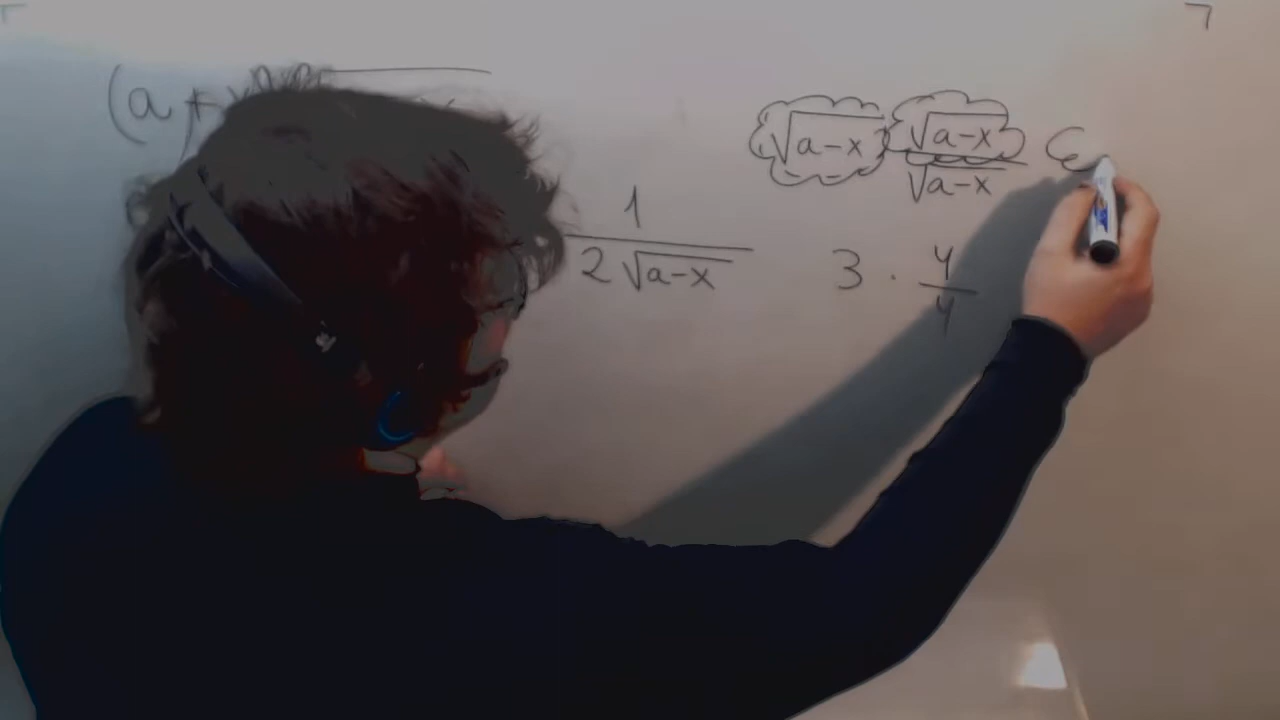 (a +
√a-x √a-x/√a-x
1/2√a-x 3 · 4/4